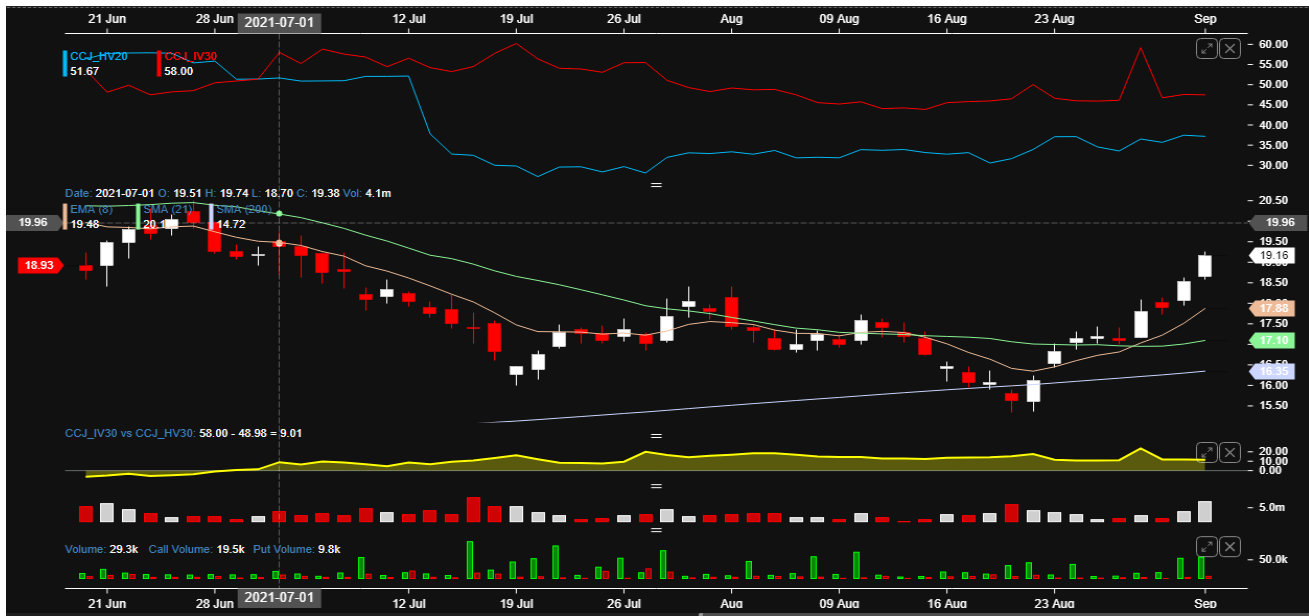 21 Jun 28 Jun 2021-07-01 12 Jul 19 Jul 26 Jul Aug 09 Aug 16 Aug 23 Aug Sep
CCJ_HV20 CCJ_IV30
51.67 58.00
60.00
55.00
50.00
45.00
40.00
35.00
30.00
Date: 2021-07-01 O: 19.51 H: 19.74 L: 18.70 C: 19.38 Vol: 4.1m
EMA (8) SMA (21) SMA (200)
19.48 20.1 14.72
20.50
19.96 19.96
19.50
19.16
18.93
18.50
17.88
17.50
17.10
16.35
16.00
15.50
CCJ_IV30 vs CCJ_HV30: 58.00 - 48.98 = 9.01
20.00
10.00
0.00
5.0m
Volume: 29.3k Call Volume: 19.5k Put Volume: 9.8k
50.0k
21 Jun 28 Jun 2021-07-01 12 Jul 19 Jul 26 Jul Aug 09 Aug 16 Aug 23 Aug Sep